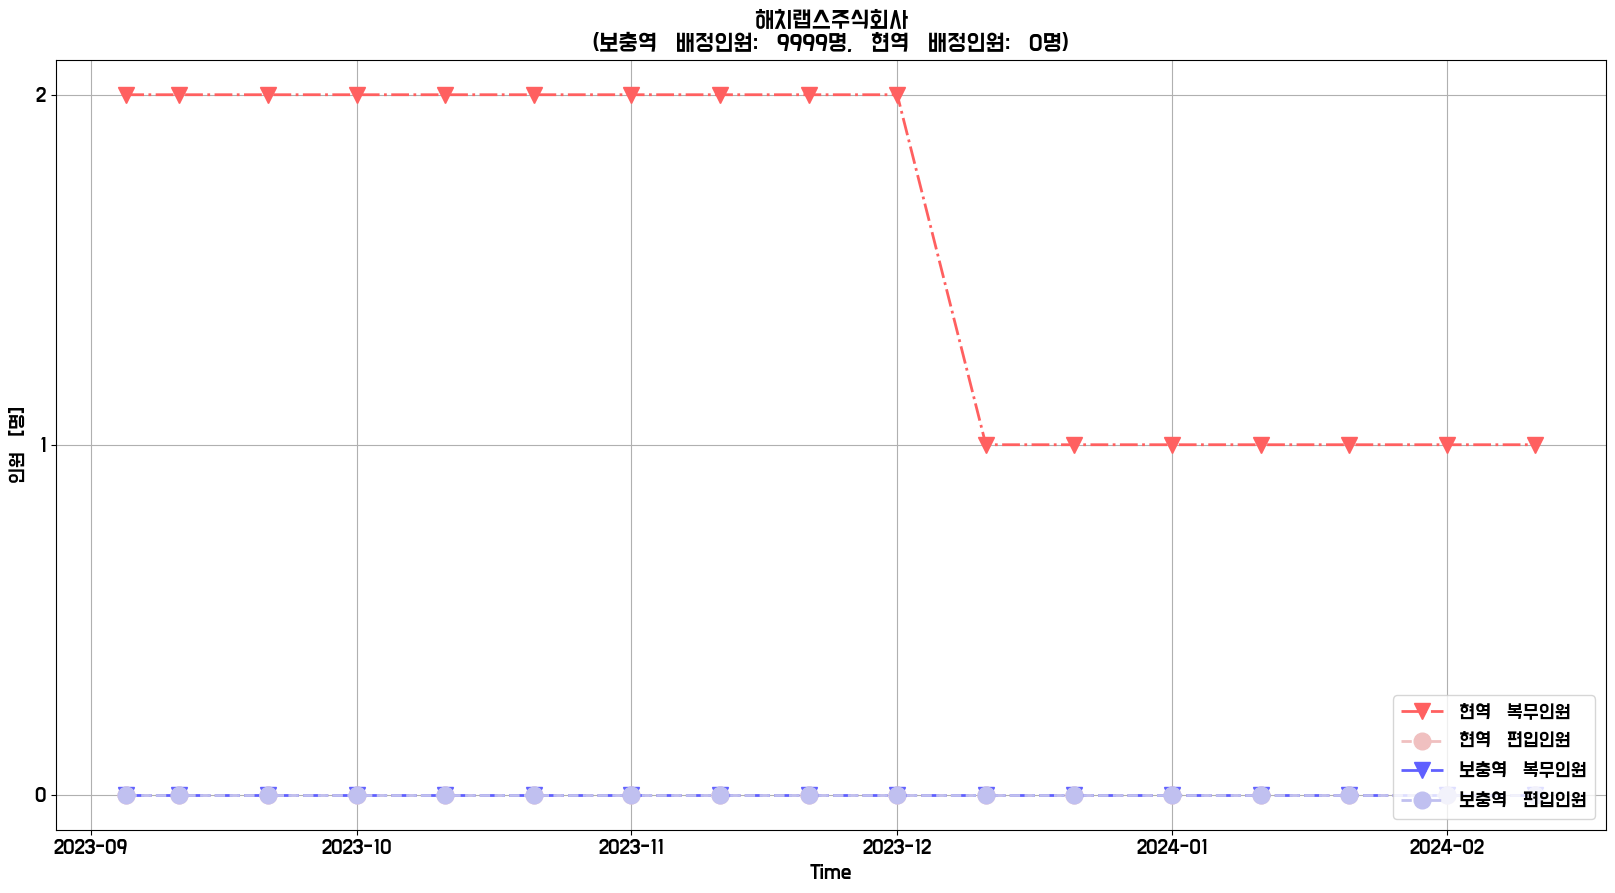 해치랩스주식회사
(보충역 배정인원: 9999명, 현역 배정인원: 0명)
2
1
0
인원 [명]
2023-09
2023-10
2023-11
2023-12
2024-01
2024-02
Time
현역 복무인원
현역 편입인원
보충역 복무인원
보충역 편입인원